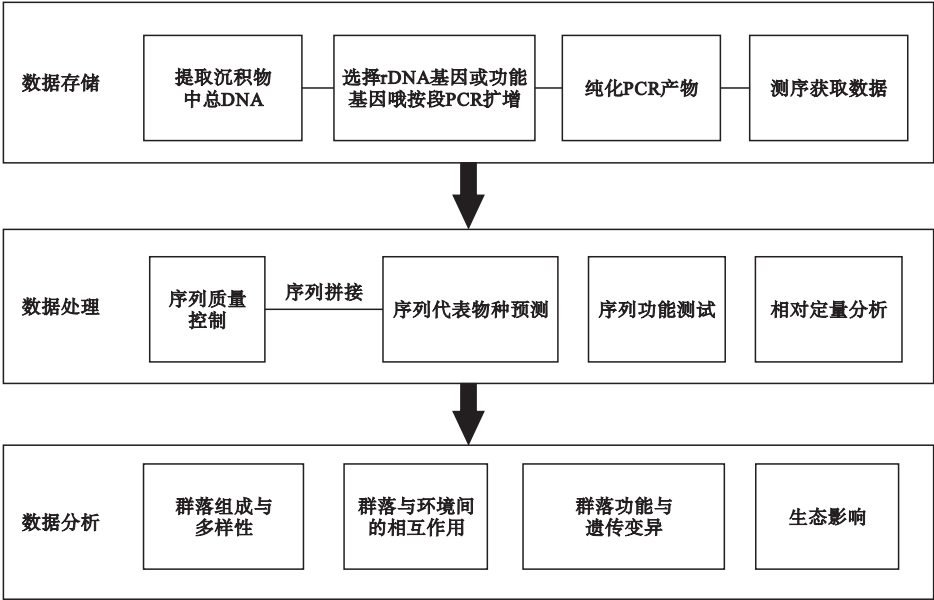 数据存储
提取沉积物
中总DNA
选择rDNA基因或功能
基因哦按段PCR扩增
纯化PCR产物
测序获取数据
数据处理
序列质量
控制
序列拼接
序列代表物种预测
序列功能测试
相对定量分析
数据分析
群落组成与
多样性
群落与环境间
的相互作用
群落功能与
遗传变异
生态影响